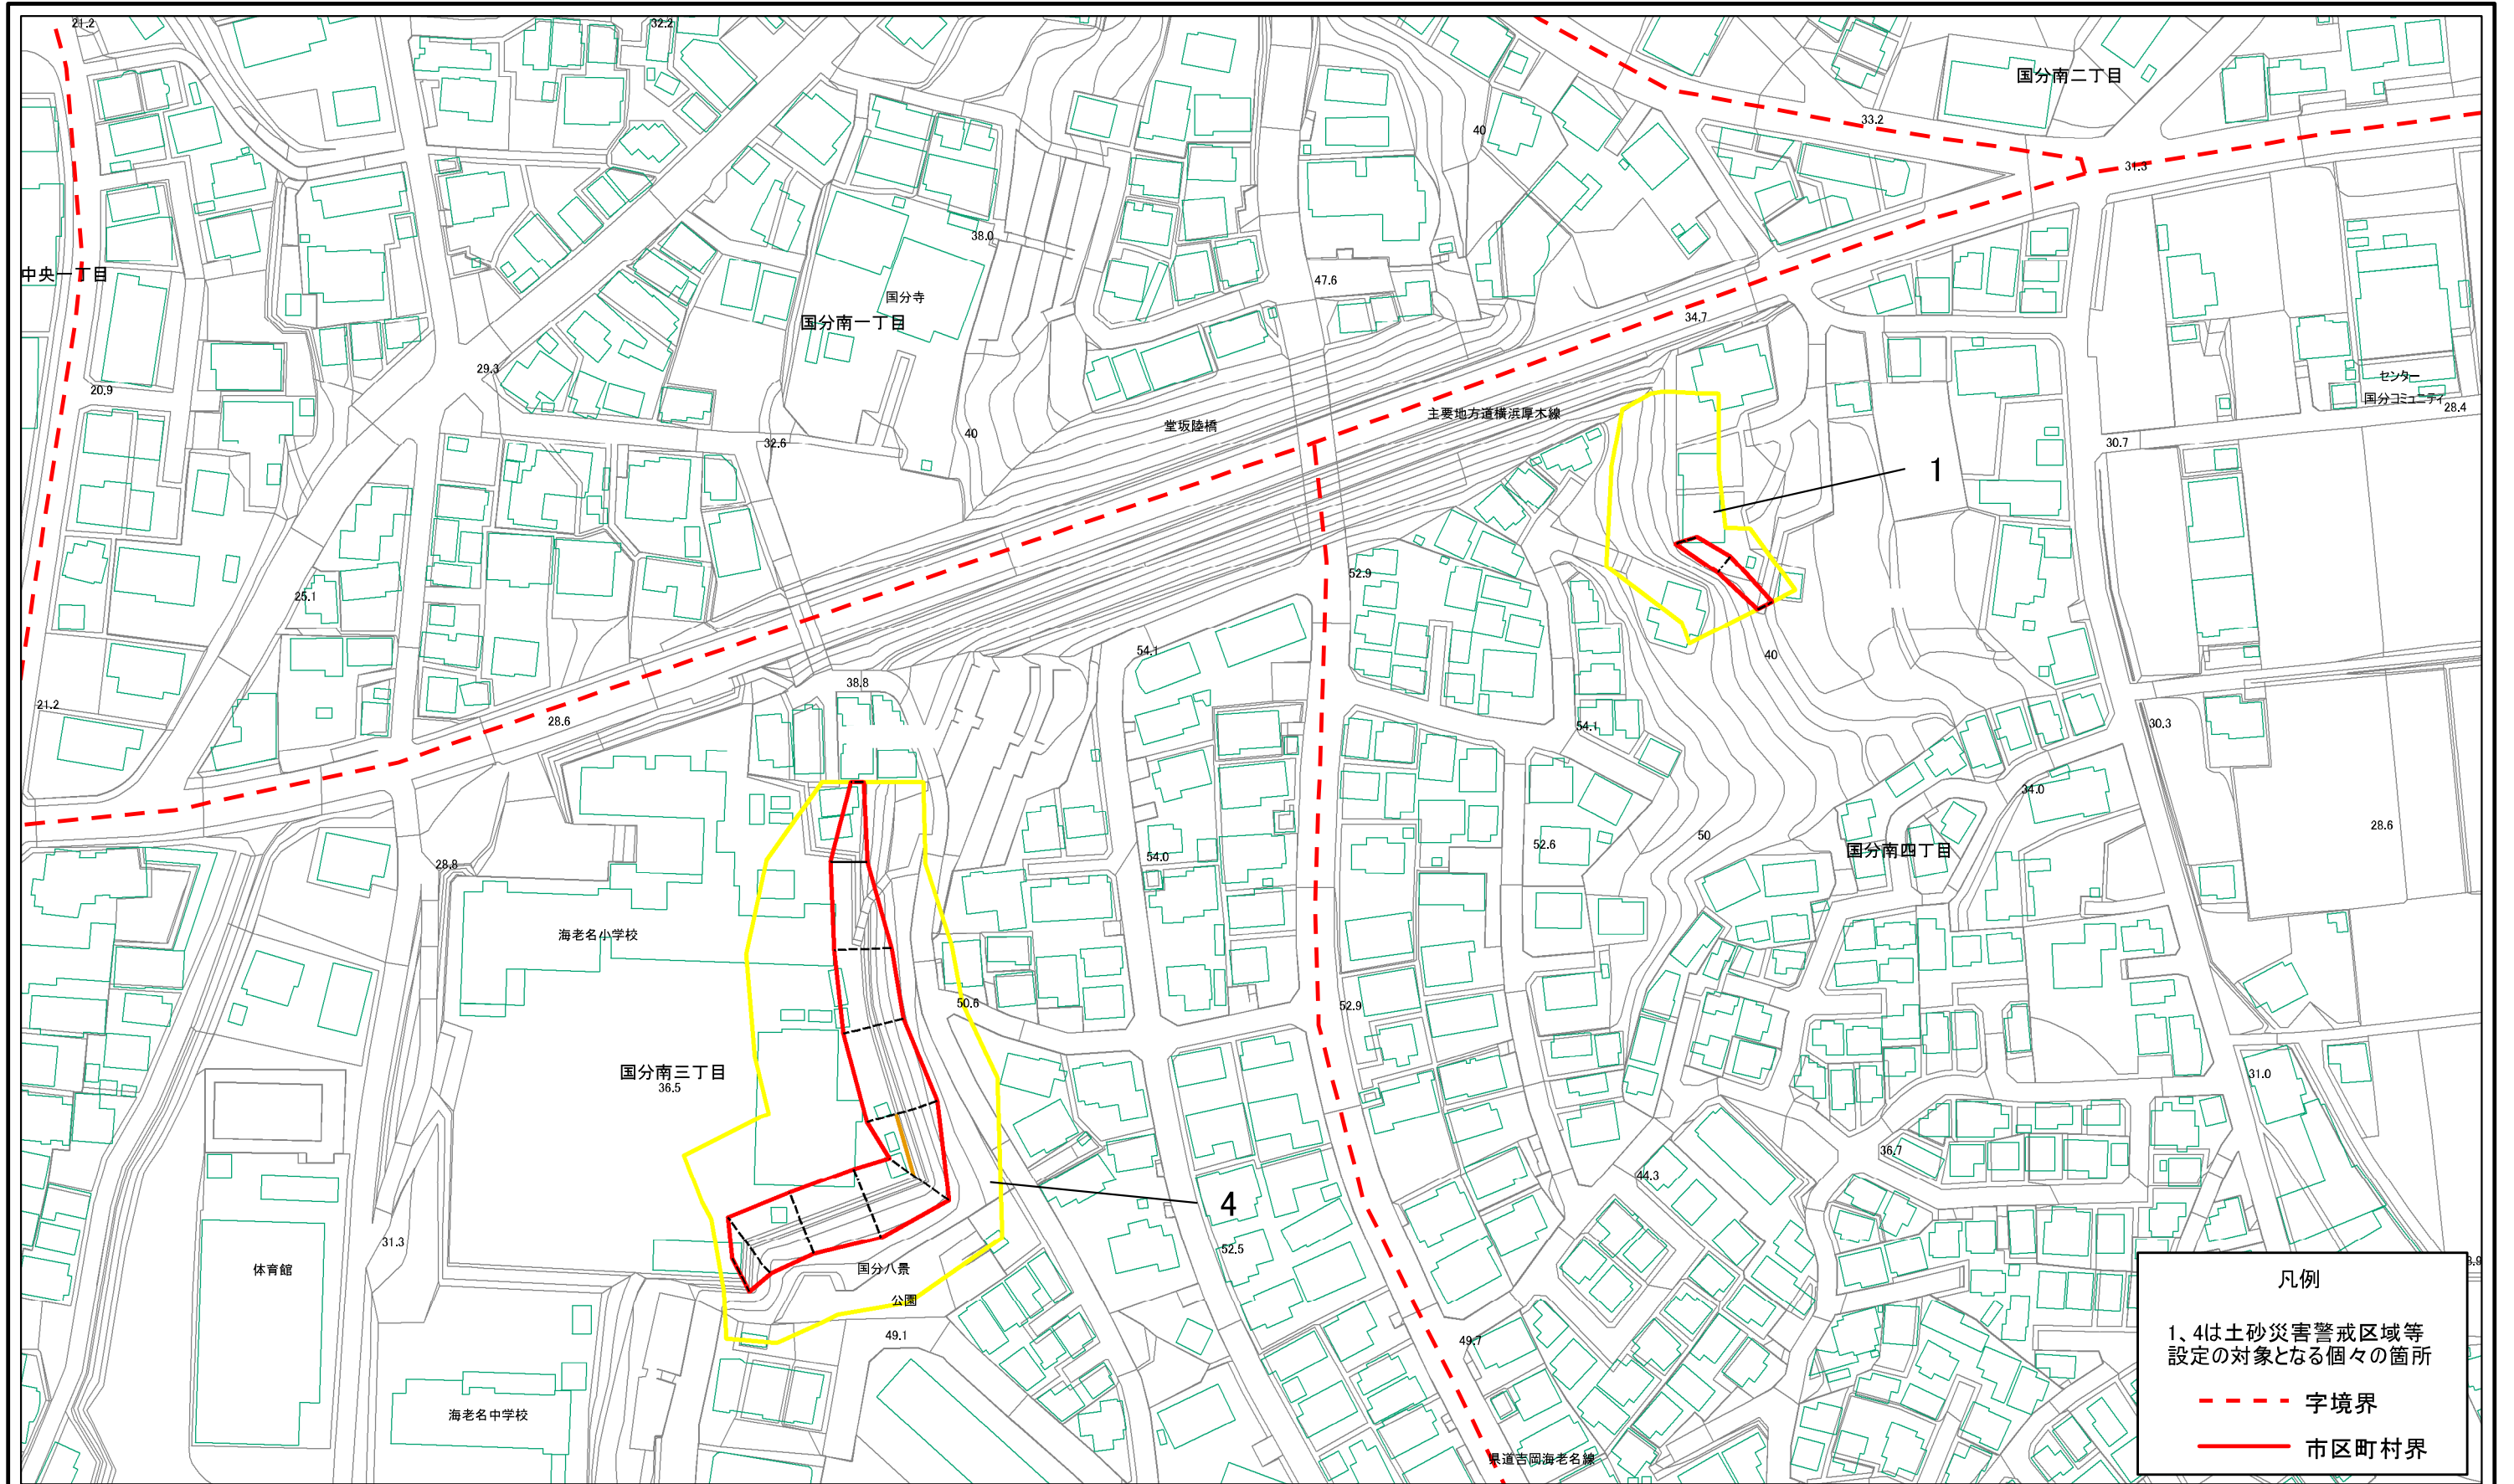 21.2
32.2
国分南二丁目
33.2
40
31.3
38.0
中央一丁目
国分寺
47.6
国分南一丁目
34.7
29.3
20.9
センター
国分コミュニティ
28.4
主要地方道横浜厚木線
堂坂陸橋
40
32.6
30.7
1
52.9
25.1
54.1
40
38.8
21.2
28.6
54.1
30.3
34.0
28.6
50
52.6
国分南四丁目
54.0
28.8
海老名小学校
50.6
52.9
国分南三丁目
36.5
31.0
36.7
44.3
4
31.3
52.5
体育館
国分八景
公園
49.1
49.7
海老名中学校
県道吉岡海老名線
凡例
1、4は土砂災害警戒区域等
設定の対象となる個々の箇所
字境界
市区町村界